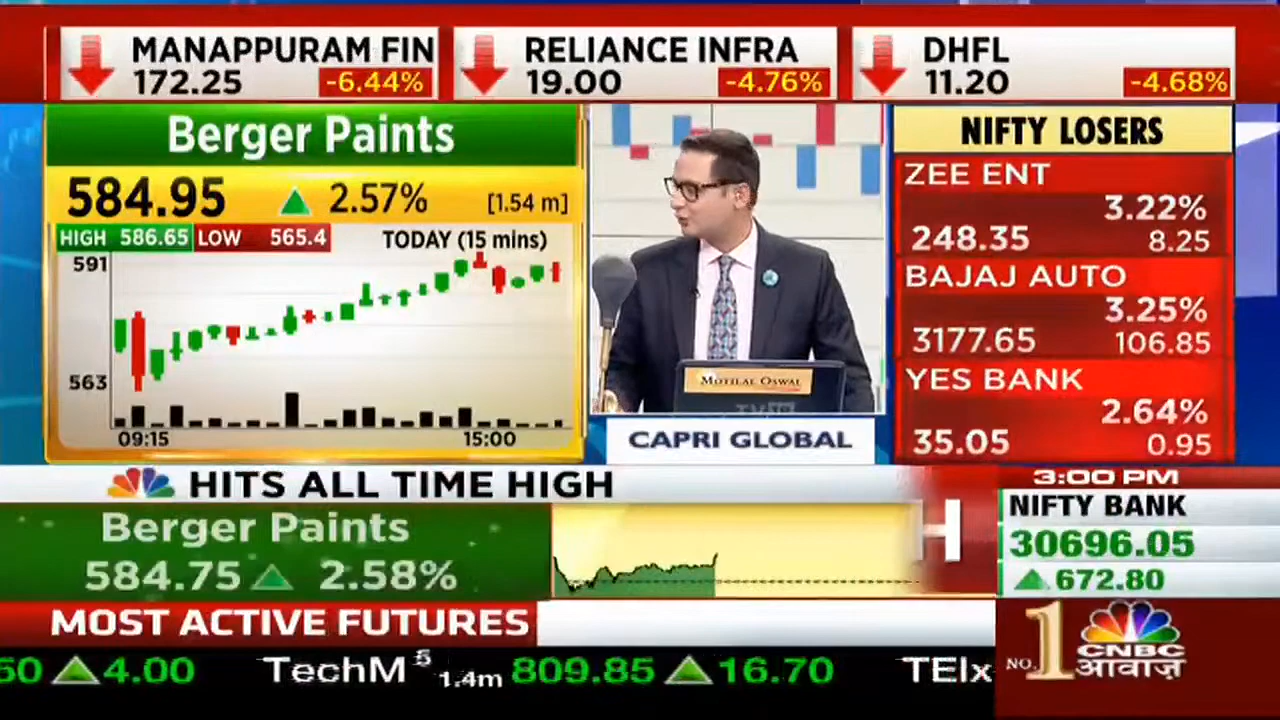 MANAPPURAM FIN
172.25 -6.44%
RELIANCE INFRA
19.00 -4.76%
DHFL
11.20 -4.68%
Berger Paints
584.95 2.57% [1.54 m]
HIGH 586.65 LOW 565.4 TODAY (15 mins)
591
563
09:15 15:00
MOTILAL OSWAL
CAPRI GLOBAL
NIFTY LOSERS
ZEE ENT
3.22%
248.35 8.25
BAJAJ AUTO
3.25%
3177.65 106.85
YES BANK
2.64%
35.05 0.95
HITS ALL TIME HIGH
Berger Paints
584.75 2.58%
H
3:00 PM
NIFTY BANK
30696.05
672.80
MOST ACTIVE FUTURES
50 4.00 TechM 5 1.4m 809.85 16.70 TElx
NO.1 CNBC
आवाज़